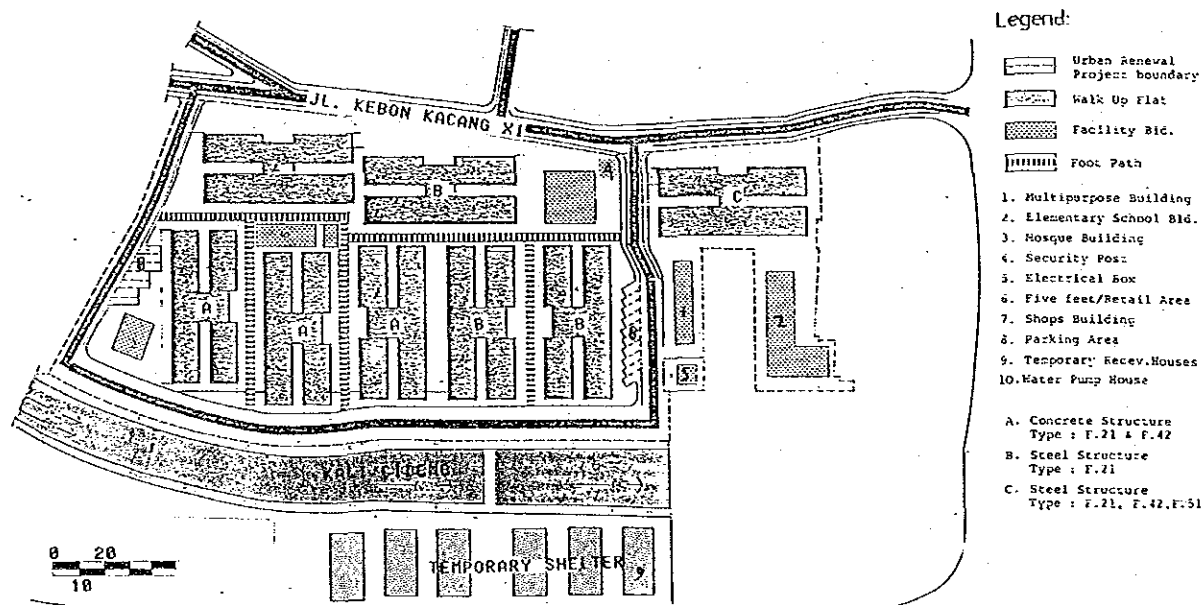 Legend:
Urban Renewal
Project boundary
Walk Up Flat
Facility Bld.
Foot Path
1. Multipurpose Building
2. Elementary School Bld.
3. Mosque Building
4. Security Post
5. Electrical Box
6. Five feet/Retail Area
7. Shops Building
8. Parking Area
9. Temporary Recev.Houses
10.Water Pump House
A. Concrete Structure
Type : F.21 & F.42
B. Steel Structure
Type : F.21
C. Steel Structure
Type : F.21, F.42,F.51
JL. KEBON KACANG XI
B
4
C
8
A
A
A
B
B
8
2
5
KALI
TEMPORARY SHELTER
9
0 20
10